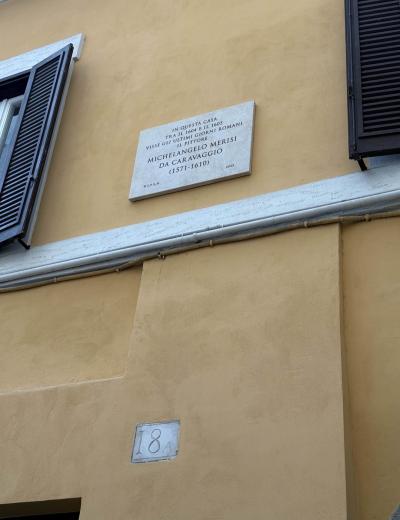 IN QUESTA CASA
TRA IL 1604 E IL 1605
VISSE GLI ULTIMI GIORNI ROMANI
IL PITTORE
MICHELANGELO MERISI
DA CARAVAGGIO
(1571-1610)
18